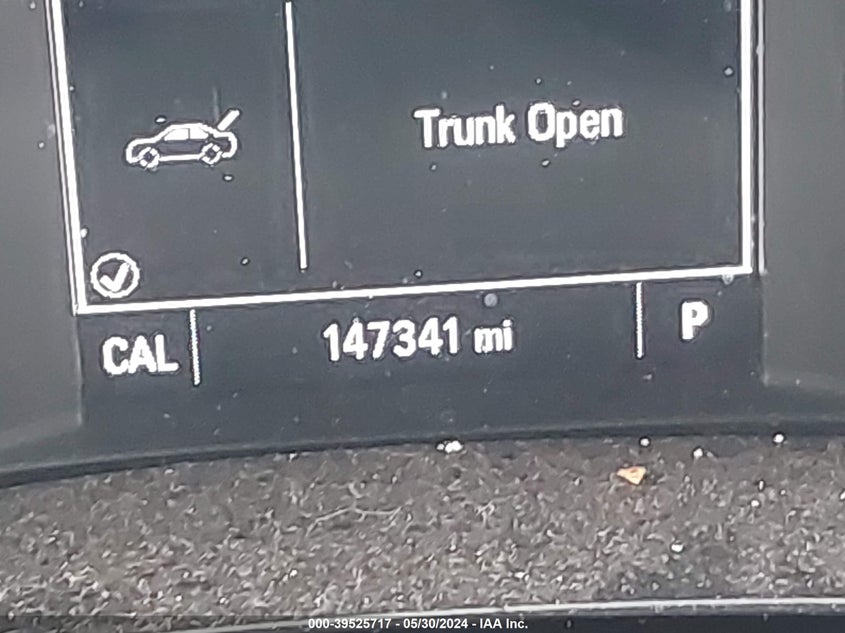 Trunk Open
CAL 147341 mi P
000-39525717 - 05/30/2024 - IAA Inc.